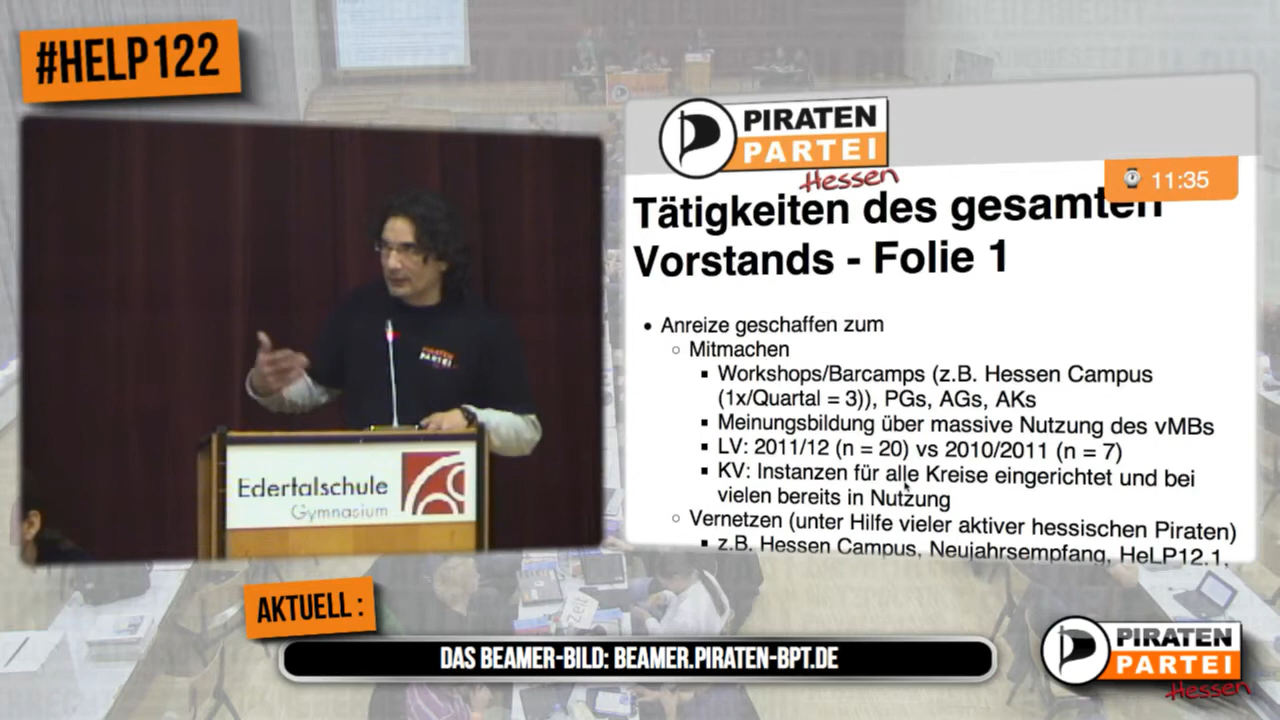 #HELP122
PIRATEN
PARTEI
Hessen
11:35
Tätigkeiten des gesamten
Vorstands - Folie 1
• Anreize geschaffen zum
○ Mitmachen
▪ Workshops/Barcamps (z.B. Hessen Campus
(1x/Quartal = 3)), PGs, AGs, AKs
▪ Meinungsbildung über massive Nutzung des vMBs
▪ LV: 2011/12 (n = 20) vs 2010/2011 (n = 7)
▪ KV: Instanzen für alle Kreise eingerichtet und bei
vielen bereits in Nutzung
○ Vernetzen (unter Hilfe vieler aktiver hessischen Piraten)
▪ z.B. Hessen Campus, Neujahrsempfang, HeLP12.1,
PIRATEN
PARTEI
Edertalschule
Gymnasium
Zeit
AKTUELL :
DAS BEAMER-BILD: BEAMER.PIRATEN-BPT.DE
PIRATEN
PARTEI
Hessen